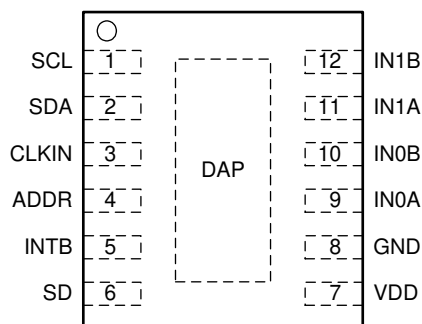 SCL 1 12 IN1B
SDA 2 11 IN1A
CLKIN 3 10 IN0B
DAP
ADDR 4 9 IN0A
INTB 5 8 GND
SD 6 7 VDD